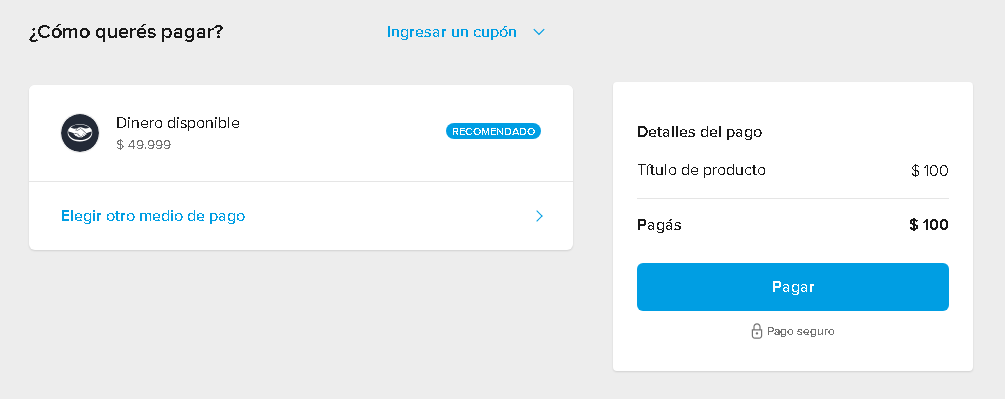 ¿Cómo querés pagar?
Ingresar un cupón
Dinero disponible
$ 49.999
RECOMENDADO
Elegir otro medio de pago
Detalles del pago
Título de producto $ 100
Pagás $ 100
Pagar
Pago seguro